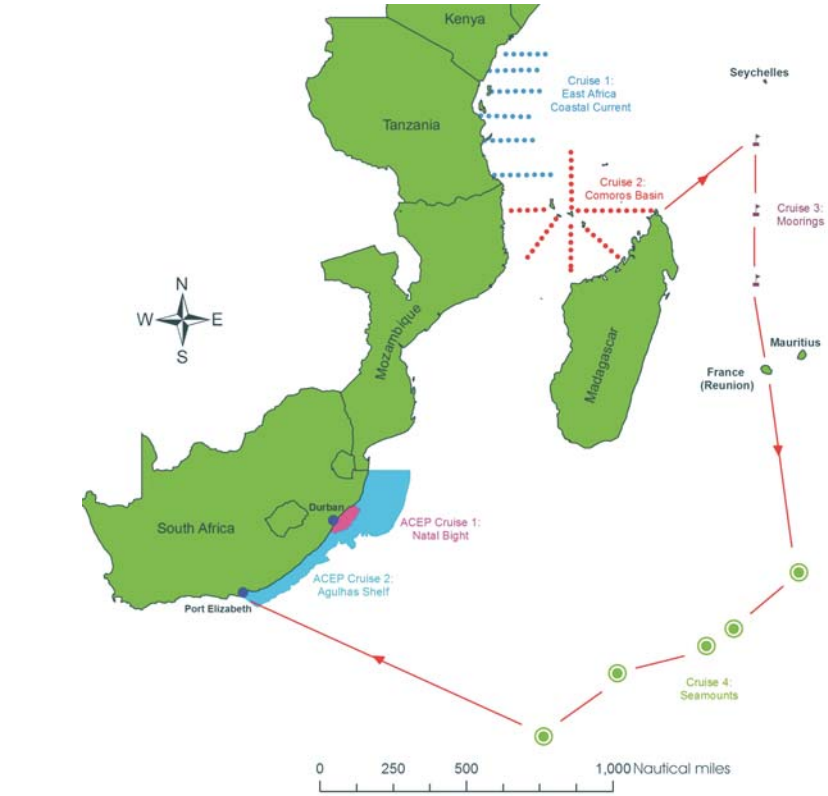 Kenya
Seychelles
Cruise 1:
East Africa
Coastal Current
Tanzania
Cruise 2:
Comoros Basin
Cruise 3:
Moorings
N
W
E
S
Mozambique
Madagascar
Mauritius
France
(Reunion)
Durban
South Africa
ACEP Cruise 1:
Natal Bight
ACEP Cruise 2:
Agulhas Shelf
Port Elizabeth
Cruise 4:
Seamounts
0 250 500 1,000 Nautical miles